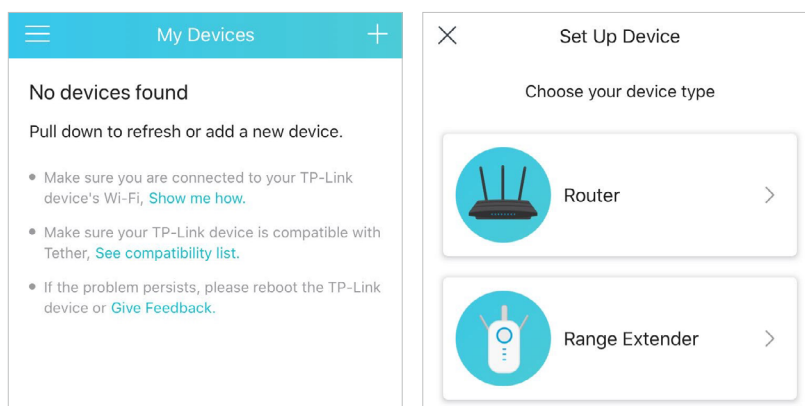 My Devices
No devices found
Pull down to refresh or add a new device.
Make sure you are connected to your TP-Link
device's Wi-Fi, Show me how.
Make sure your TP-Link device is compatible with
Tether, See compatibility list.
If the problem persists, please reboot the TP-Link
device or Give Feedback.
Set Up Device
Choose your device type
Router
Range Extender